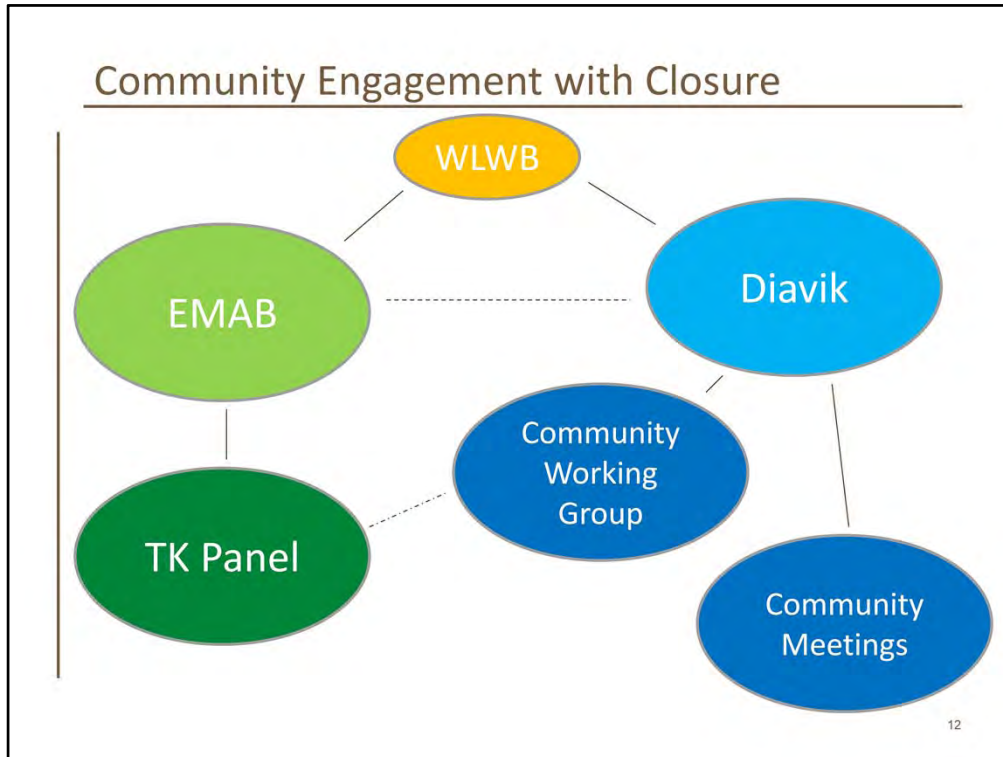 Community Engagement with Closure
WLWB
EMAB
Diavik
Community
Working
Group
TK Panel
Community
Meetings
12